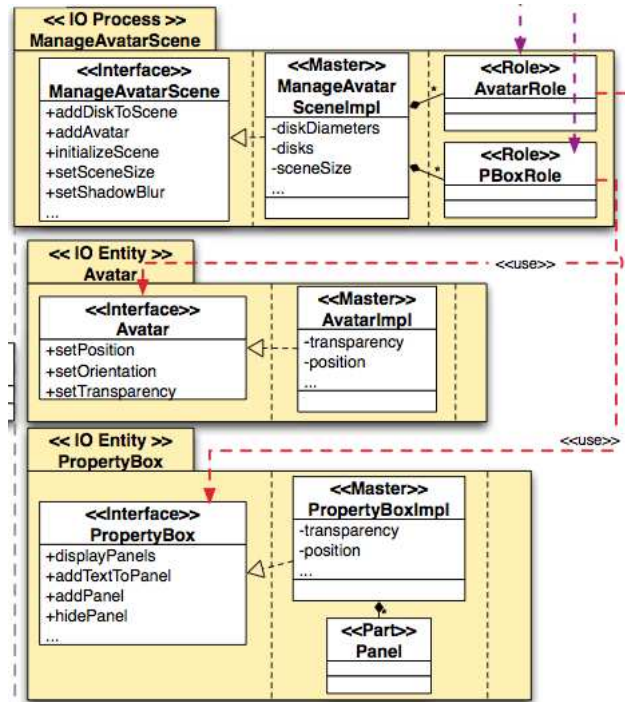 << IO Process >>
ManageAvatarScene
<<Interface>>
ManageAvatarScene
+addDiskToScene
+addAvatar
+initializeScene
+setSceneSize
+setShadowBlur
...
<<Master>>
ManageAvatar
SceneImpl
-diskDiameters
-disks
-sceneSize
...
*
*
<<Role>>
AvatarRole
<<Role>>
PBoxRole
<< IO Entity >>
Avatar
<<use>>
<<Interface>>
Avatar
+setPosition
+setOrientation
+setTransparency
<<Master>>
AvatarImpl
-transparency
-position
...
<< IO Entity >>
PropertyBox
<<use>>
<<Interface>>
PropertyBox
+displayPanels
+addTextToPanel
+addPanel
+hidePanel
...
<<Master>>
PropertyBoxImpl
-transparency
-position
...
*
<<Part>>
Panel